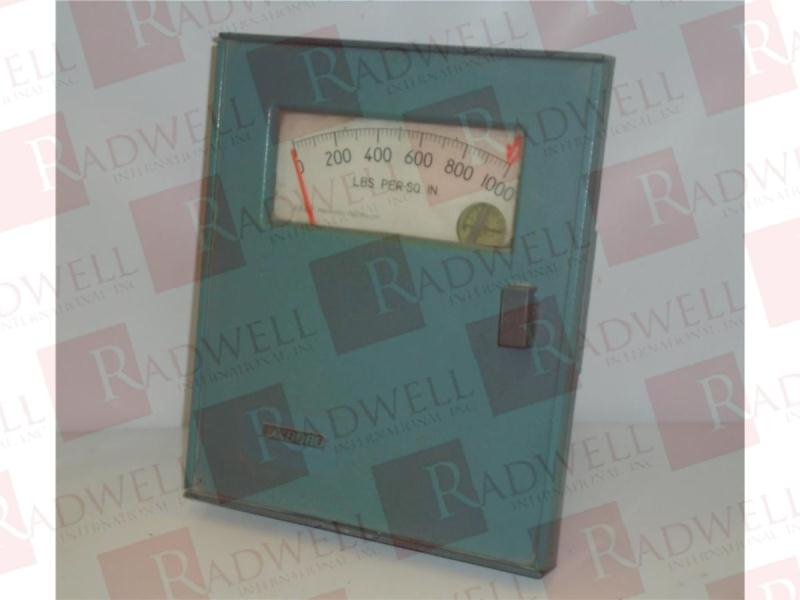 0 200 400 600 800 1000
LBS. PER SQ. IN.
RADWELL
INTERNATIONAL, INC.